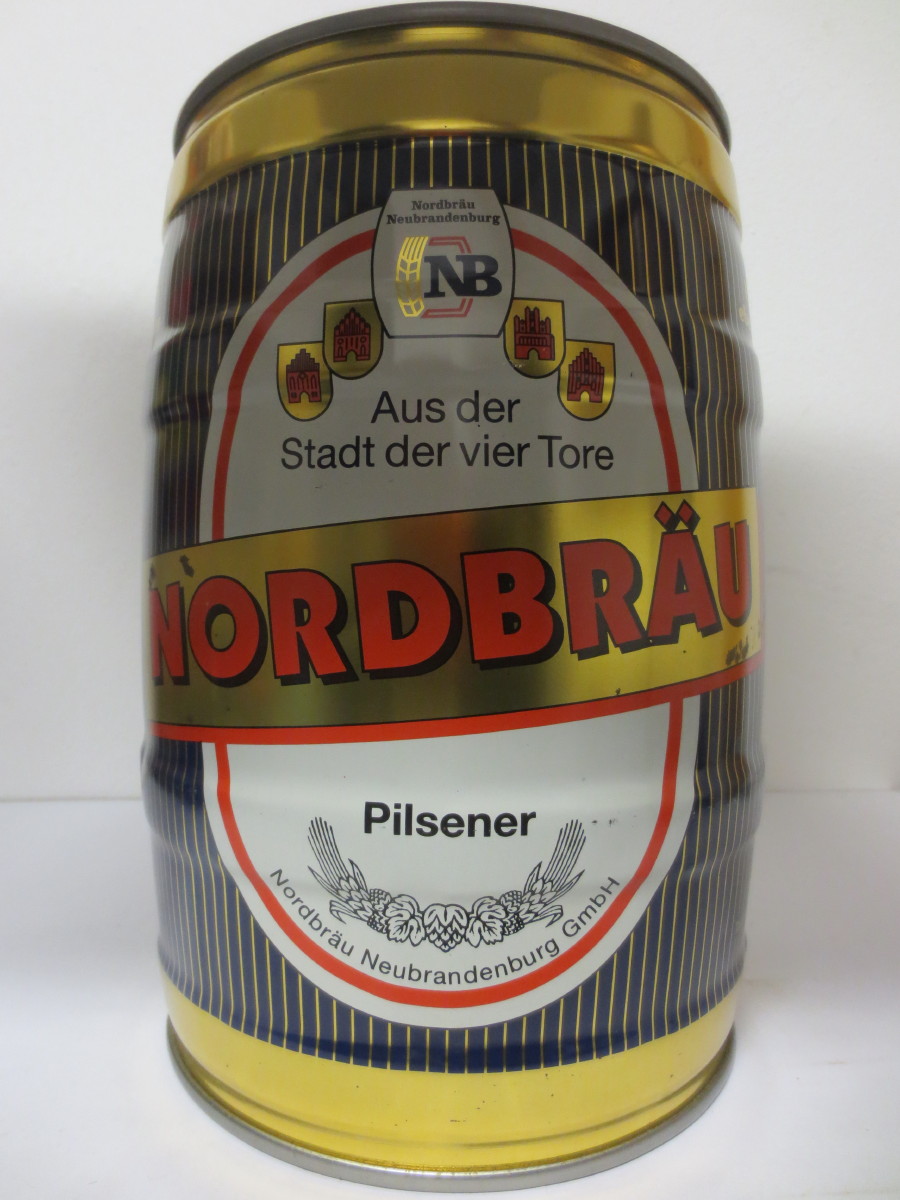 Nordbräu
Neubrandenburg
NB
Aus der
Stadt der vier Tore
NORDBRÄU
Pilsener
Nordbräu Neubrandenburg GmbH